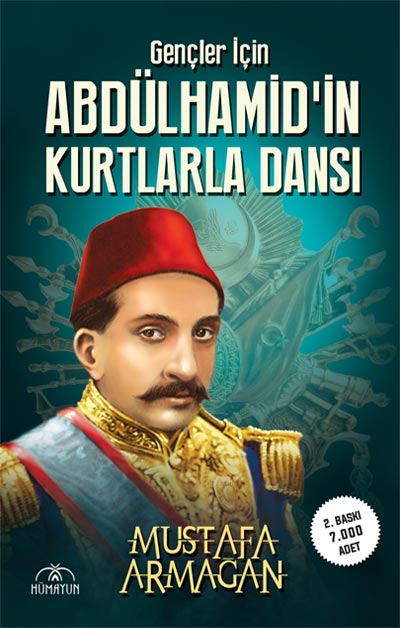 Gençler İçin
ABDÜLHAMİD'İN
KURTLARLA DANSI
2. BASKI
7.000
ADET
MUSTAFA
ARMAĞAN
HÜMAYUN